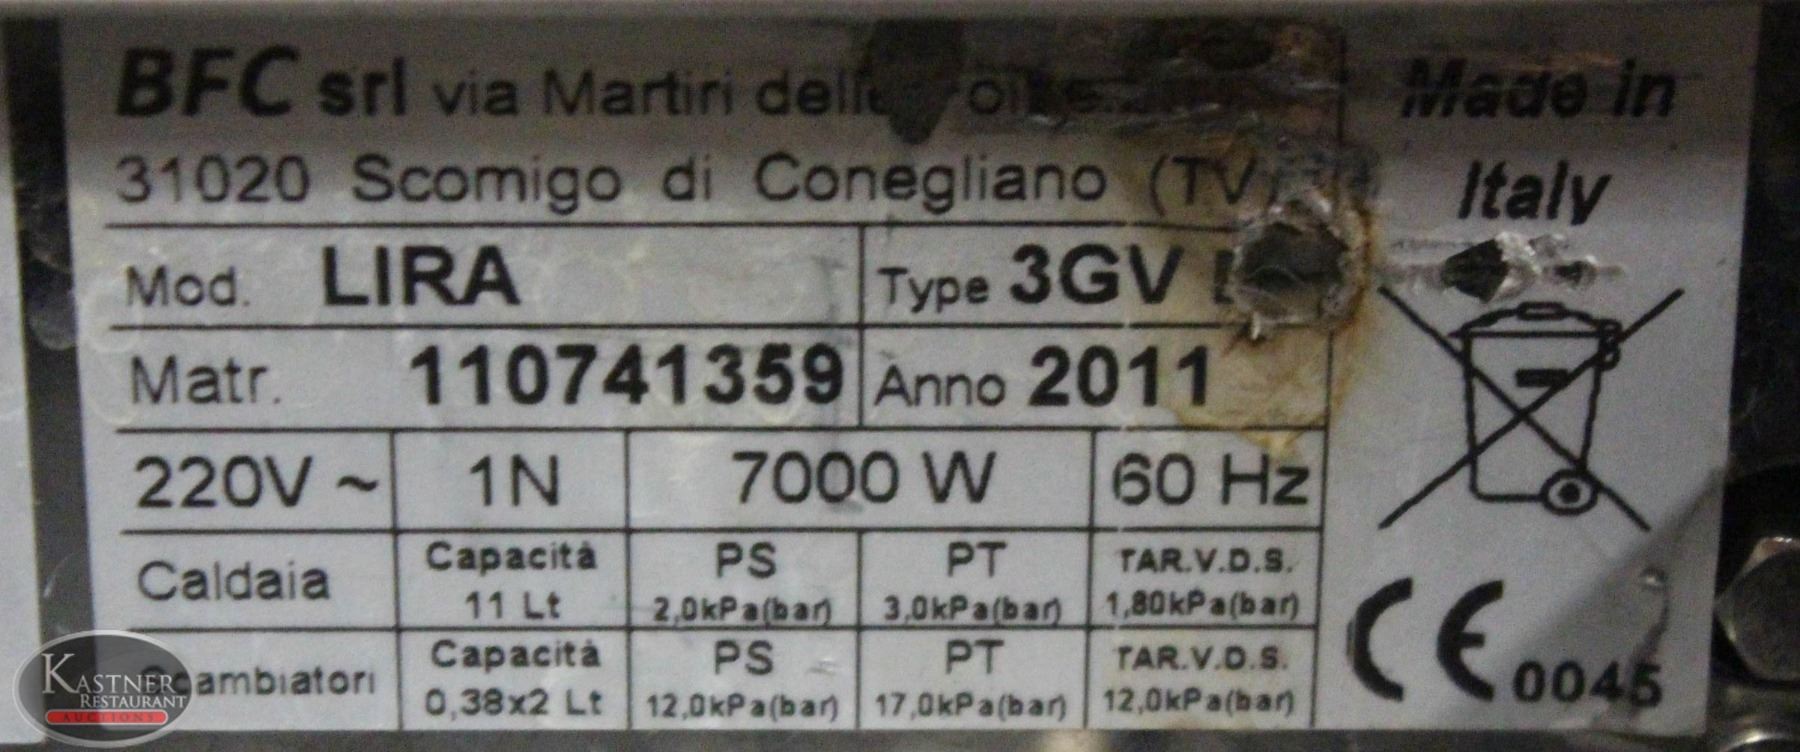 BFC srl via Martiri
31020 Scomigo di Conegliano (TV)
Made in
Italy
Mod. LIRA Type 3GV
Matr. 110741359 Anno 2011
220V ~ 1N 7000 W 60 Hz
Caldaia Capacità PS PT TAR.V.D.S.
11 Lt 2,0kPa(bar) 3,0kPa(bar) 1,80kPa(bar)
Capacità PS PT TAR.V.D.S.
Scambiatori 0,38x2 Lt 12,0kPa(bar) 17,0kPa(bar) 12,0kPa(bar)
CE 0045
KASTNER
RESTAURANT
AUCTIONS